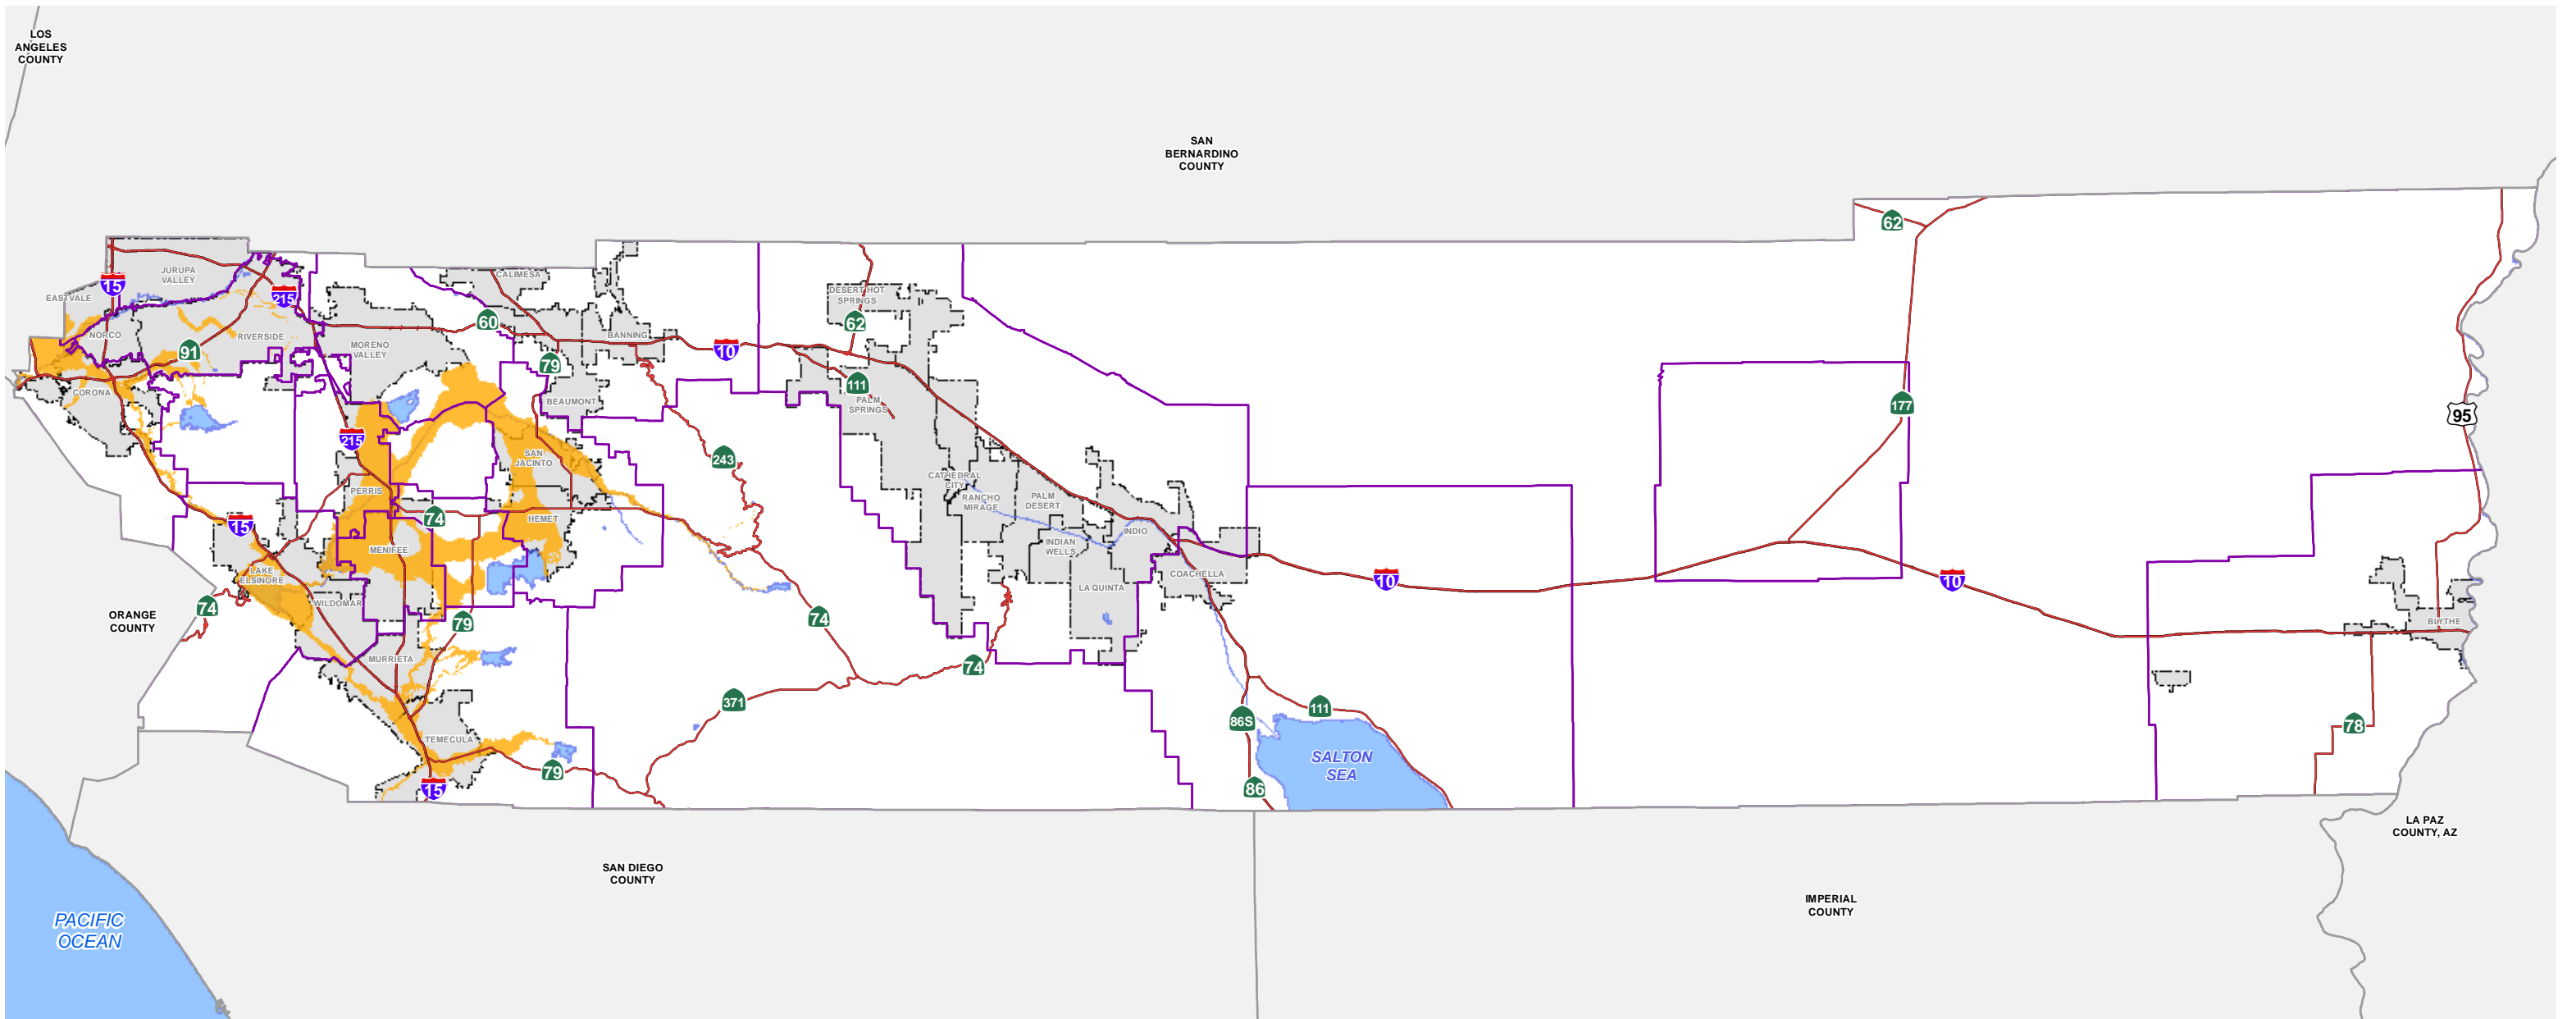 LOS
ANGELES
COUNTY
SAN
BERNARDINO
COUNTY
62
JURUPA
VALLEY
CALIMESA
15
EASTVALE
215
DESERT HOT
SPRINGS
60
62
NORCO
RIVERSIDE
BANNING
MORENO
VALLEY
91
10
79
111
CORONA
BEAUMONT
PALM
SPRINGS
177
95
215
SAN
JACINTO
243
CATHEDRAL
CITY
PERRIS
RANCHO
MIRAGE
PALM
DESERT
15
74
HEMET
INDIO
MENIFEE
INDIAN
WELLS
LAKE
ELSINORE
COACHELLA
10
10
LA QUINTA
WILDOMAR
74
ORANGE
COUNTY
79
74
BLYTHE
MURRIETA
74
371
111
86S
78
TEMECULA
SALTON
SEA
79
15
86
LA PAZ
COUNTY, AZ
SAN DIEGO
COUNTY
IMPERIAL
COUNTY
PACIFIC
OCEAN